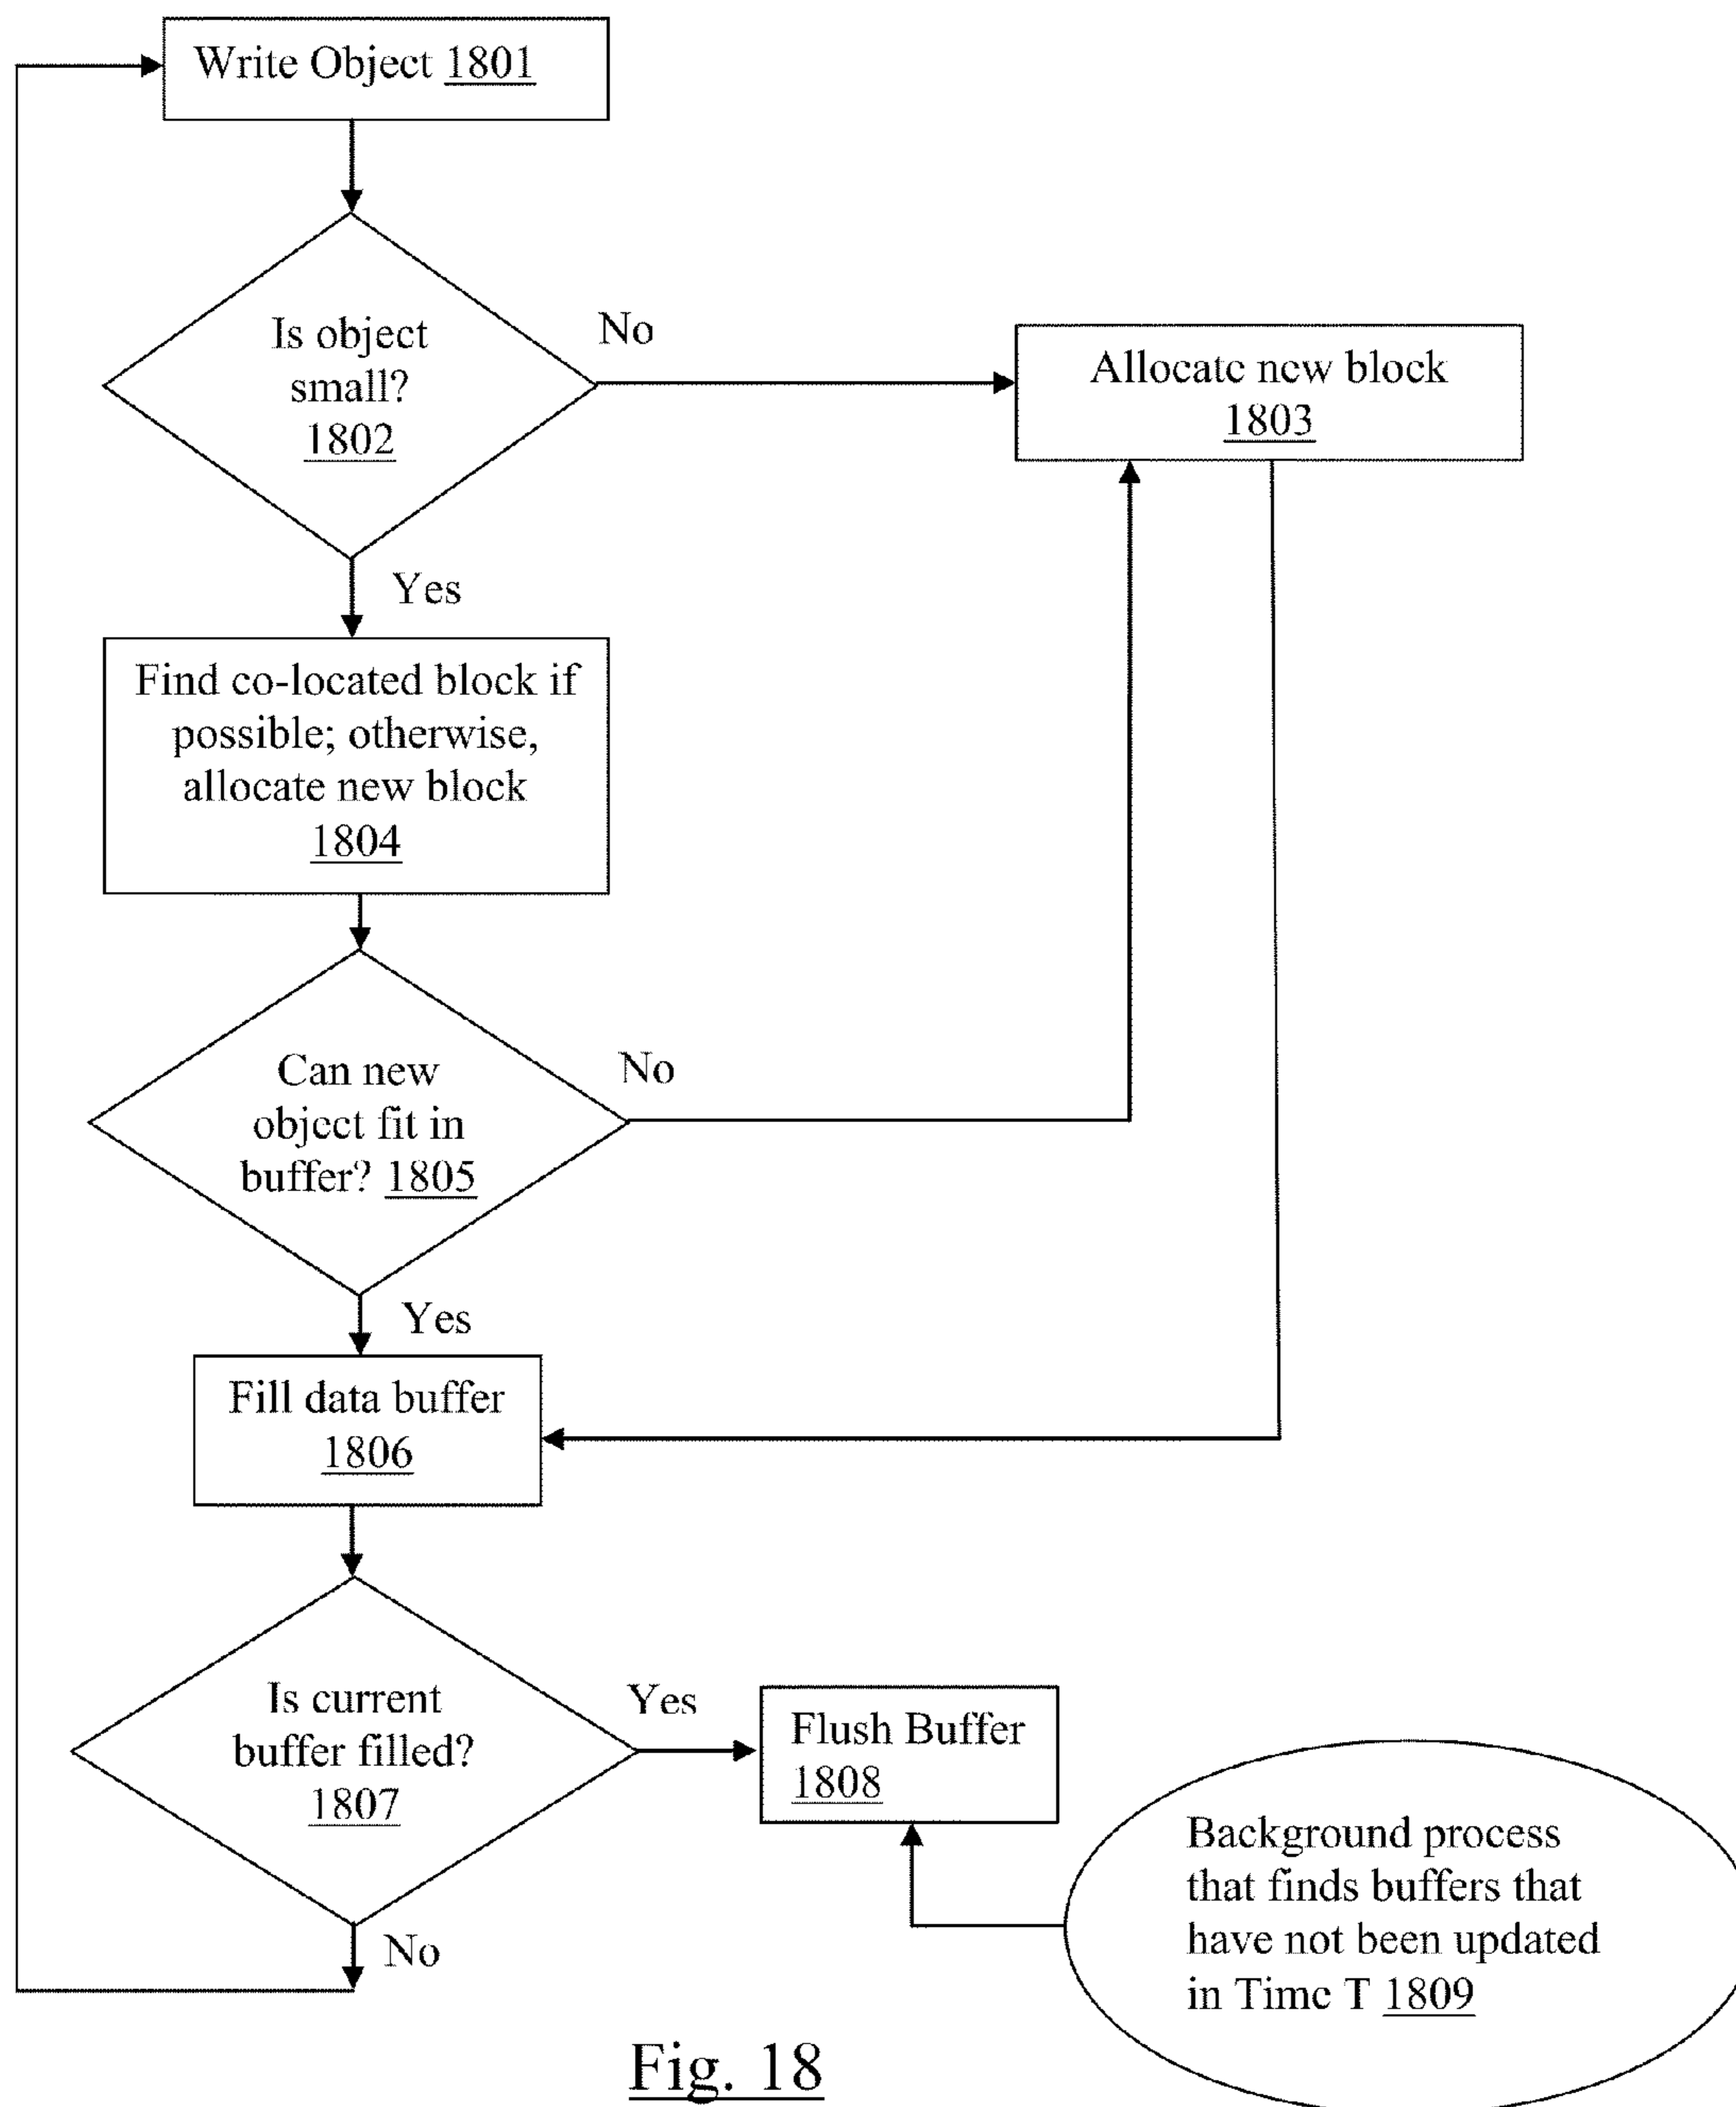 Write Object 1801
Is object
small?
1802
No
Allocate new block
1803
Yes
Find co-located block if
possible; otherwise,
allocate new block
1804
Can new
object fit in
buffer? 1805
No
Yes
Fill data buffer
1806
Is current
buffer filled?
1807
Yes
Flush Buffer
1808
No
Background process
that finds buffers that
have not been updated
in Time T 1809
Fig. 18